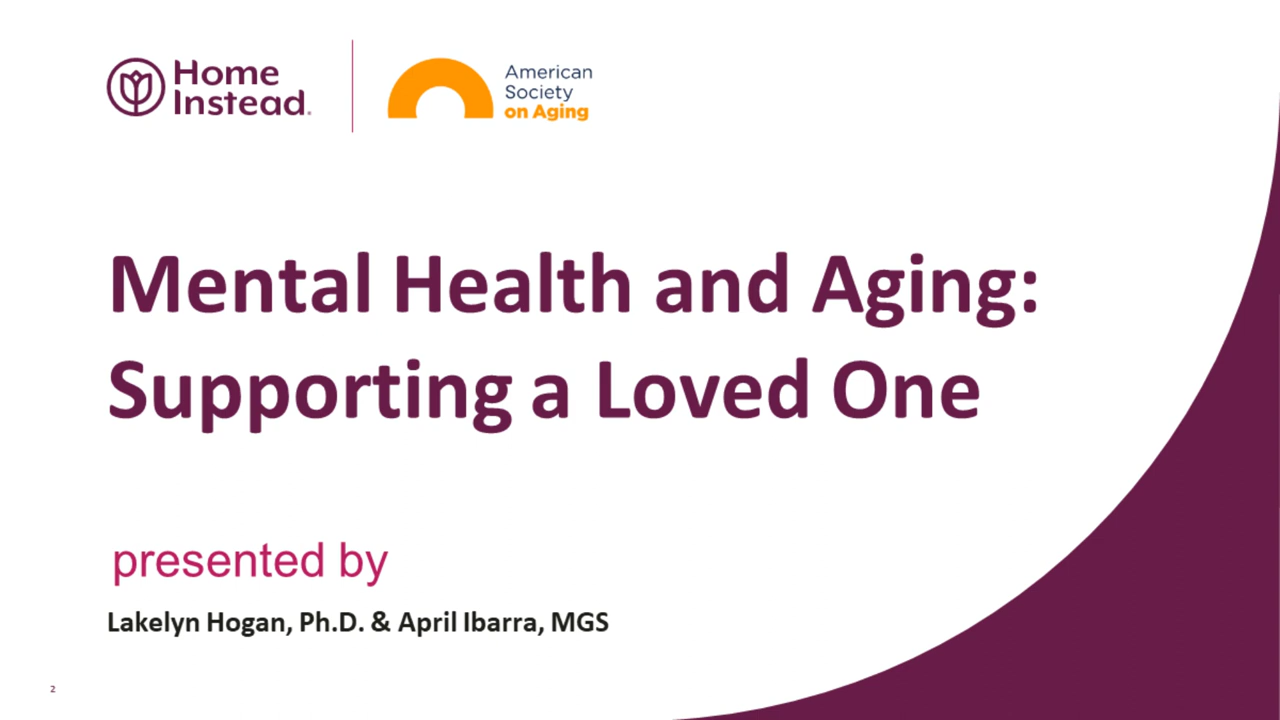 Home
Instead.
American
Society
on Aging
Mental Health and Aging:
Supporting a Loved One
presented by
Lakelyn Hogan, Ph.D. & April Ibarra, MGS
2